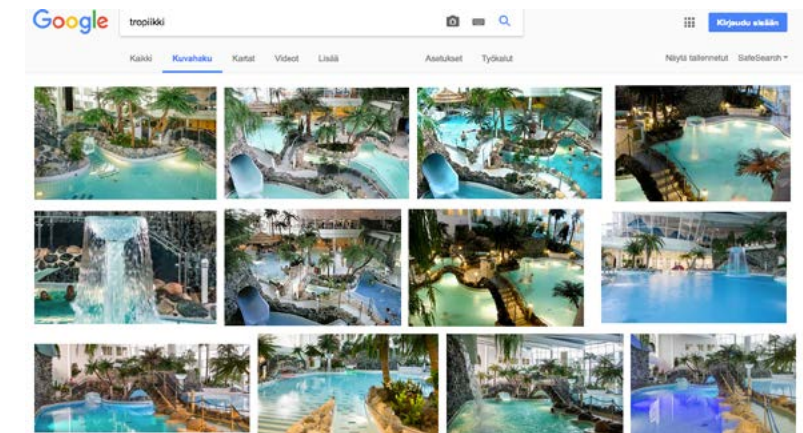 Google tropiikki Kirjaudu sisään
Kaikki Kuvahaku Kartat Videot Lisää Asetukset Työkalut Näytä tallennetut SafeSearch